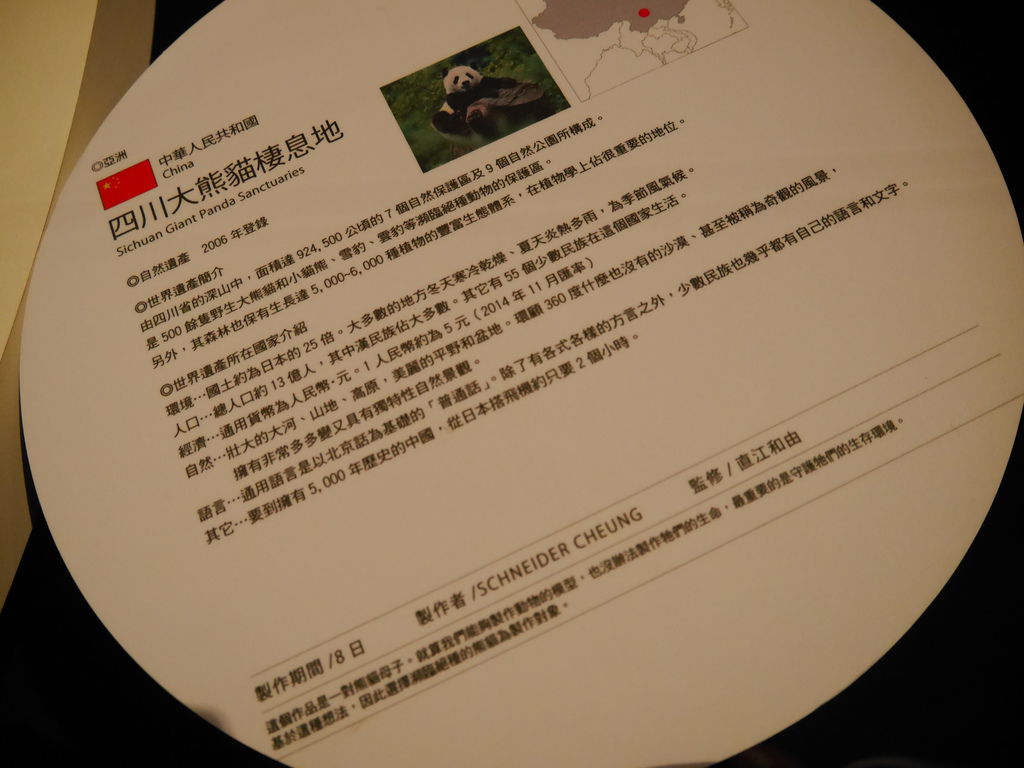 ◎亞洲
中華人民共和國
China
四川大熊貓棲息地
Sichuan Giant Panda Sanctuaries
◎自然遺產 2006 年登錄
◎世界遺產簡介
由四川省的深山中，面積達 924,500 公頃的 7 個自然保護區及 9 個自然公園所構成。
是 500 餘隻野生大熊貓和小貓熊、雪豹、雲豹等瀕臨絕種動物的保護區。
另外，其森林也保有生長達 5,000~6,000 種植物的豐富生態體系，在植物學上佔很重要的地位。
◎世界遺產所在國家介紹
環境…國土約為日本的 25 倍。大多數的地方冬天寒冷乾燥、夏天炎熱多雨，為季節風氣候。
人口…總人口約 13 億人，其中漢民族佔大多數。其它有 55 個少數民族在這個國家生活。
經濟…通用貨幣為人民幣·元。1 人民幣約為 5 元（2014 年 11 月匯率）
自然…壯大的大河、山地、高原，美麗的平野和盆地。環顧 360 度什麼也沒有的沙漠、甚至被稱為奇觀的風景，
擁有非常多多變又具有獨特性自然景觀。
語言…通用語言是以北京話為基礎的「普通話」。除了有各式各樣的方言之外，少數民族也幾乎都有自己的語言和文字。
其它…要到擁有 5,000 年歷史的中國，從日本搭飛機約只要 2 個小時。
製作期間 /8 日 製作者 /SCHNEIDER CHEUNG 監修 / 直江和由
這個作品是一對熊貓母子。就算我們能夠製作動物的模型，也沒辦法製作牠們的生命，最重要的是守護牠們的生存環境。
基於這種想法，因此選擇瀕臨絕種的熊貓為製作對象。